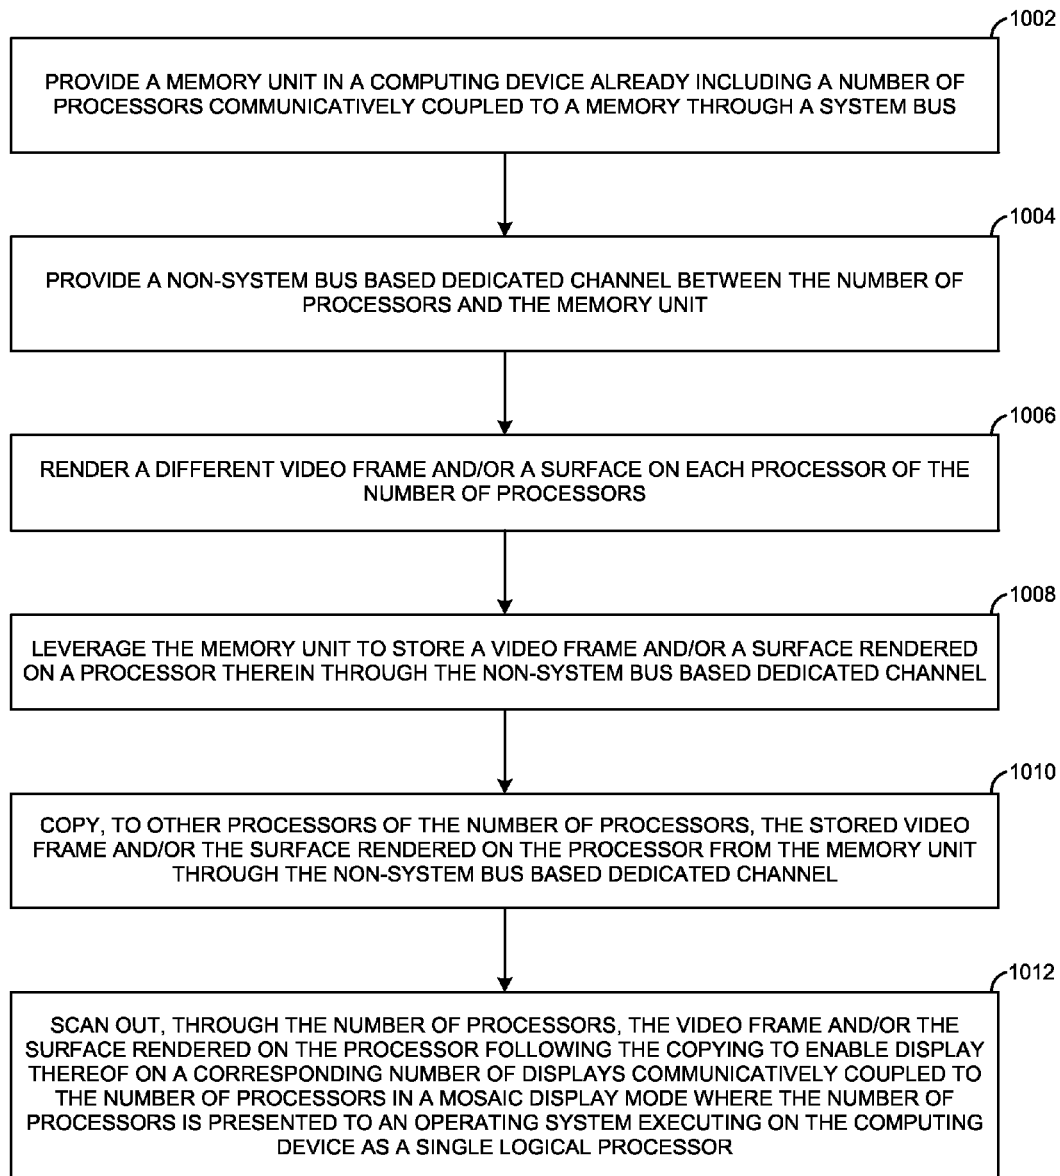 1002
PROVIDE A MEMORY UNIT IN A COMPUTING DEVICE ALREADY INCLUDING A NUMBER OF
PROCESSORS COMMUNICATIVELY COUPLED TO A MEMORY THROUGH A SYSTEM BUS
1004
PROVIDE A NON-SYSTEM BUS BASED DEDICATED CHANNEL BETWEEN THE NUMBER OF
PROCESSORS AND THE MEMORY UNIT
1006
RENDER A DIFFERENT VIDEO FRAME AND/OR A SURFACE ON EACH PROCESSOR OF THE
NUMBER OF PROCESSORS
1008
LEVERAGE THE MEMORY UNIT TO STORE A VIDEO FRAME AND/OR A SURFACE RENDERED
ON A PROCESSOR THEREIN THROUGH THE NON-SYSTEM BUS BASED DEDICATED CHANNEL
1010
COPY, TO OTHER PROCESSORS OF THE NUMBER OF PROCESSORS, THE STORED VIDEO
FRAME AND/OR THE SURFACE RENDERED ON THE PROCESSOR FROM THE MEMORY UNIT
THROUGH THE NON-SYSTEM BUS BASED DEDICATED CHANNEL
1012
SCAN OUT, THROUGH THE NUMBER OF PROCESSORS, THE VIDEO FRAME AND/OR THE
SURFACE RENDERED ON THE PROCESSOR FOLLOWING THE COPYING TO ENABLE DISPLAY
THEREOF ON A CORRESPONDING NUMBER OF DISPLAYS COMMUNICATIVELY COUPLED TO
THE NUMBER OF PROCESSORS IN A MOSAIC DISPLAY MODE WHERE THE NUMBER OF
PROCESSORS IS PRESENTED TO AN OPERATING SYSTEM EXECUTING ON THE COMPUTING
DEVICE AS A SINGLE LOGICAL PROCESSOR